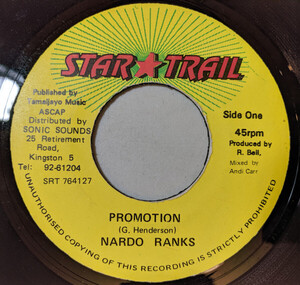 STAR★TRAIL
Published by
Tamaijayo Music
ASCAP
Distributed by
SONIC SOUNDS
25 Retirement
Road,
Kingston 5
Tel: 92-61204
SRT 764127
Side One
45rpm
Produced by
R. Bell,
Mixed by
Andi Carr
PROMOTION
(G. Henderson)
NARDO RANKS
UNAUTHORISED COPYING OF THIS RECORDING IS STRICTLY PROHIBITED